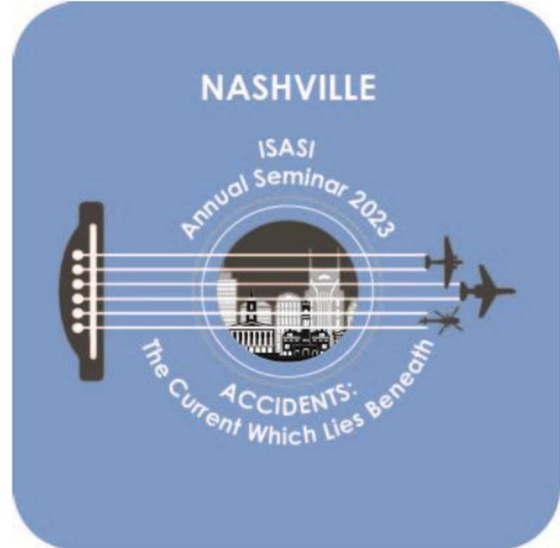 NASHVILLE
ISASI
Annual Seminar 2023
ACCIDENTS:
The Current Which Lies Beneath